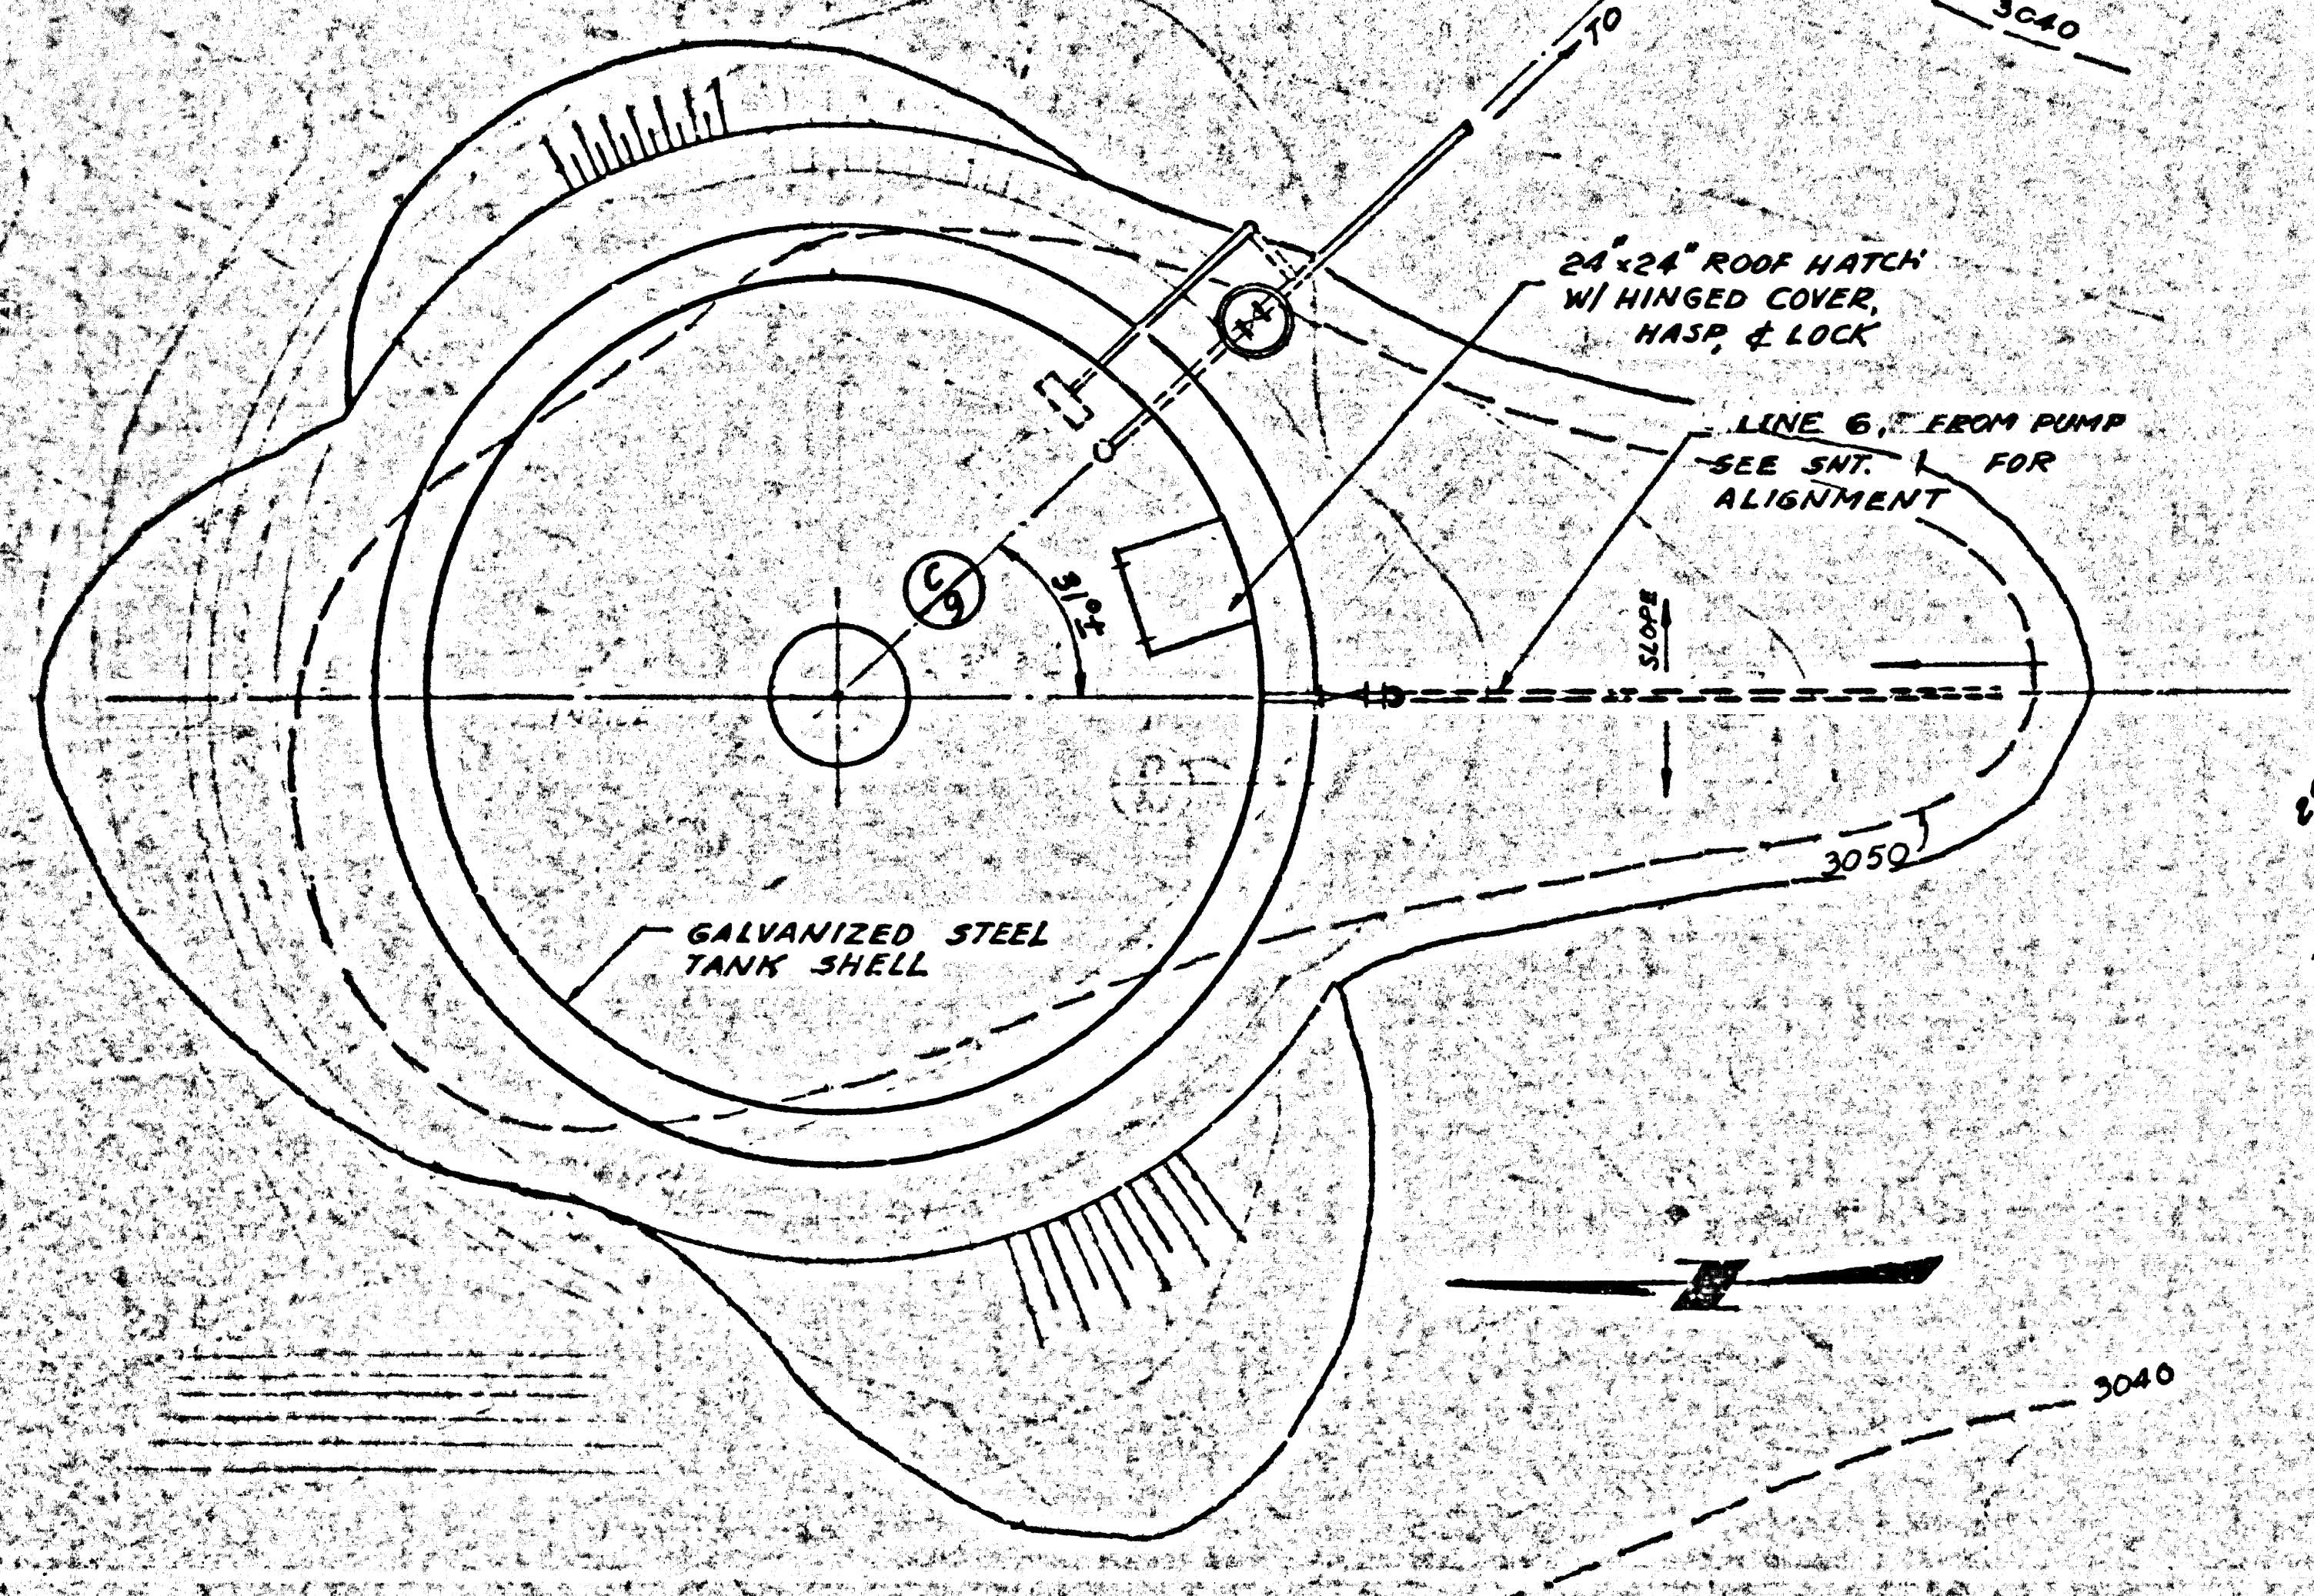 3040
TO
24"x24" ROOF HATCH
W/ HINGED COVER,
HASP, & LOCK
LINE 6, FROM PUMP
SEE SHT. 1 FOR
ALIGNMENT
C
9
31°±
SLOPE
3050
GALVANIZED STEEL
TANK SHELL
N
3040